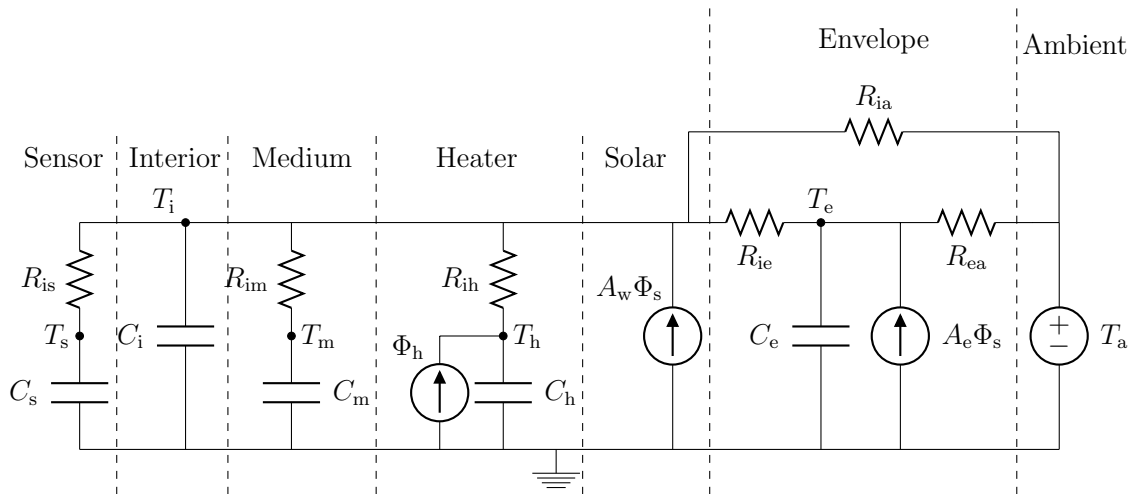 Envelope
Ambient
R_ia
Sensor
Interior
Medium
Heater
Solar
T_i
T_e
R_is
R_im
R_ih
A_wΦ_s
R_ie
R_ea
T_s
C_i
T_m
Φ_h
T_h
C_e
A_eΦ_s
+
−
T_a
C_s
C_m
C_h